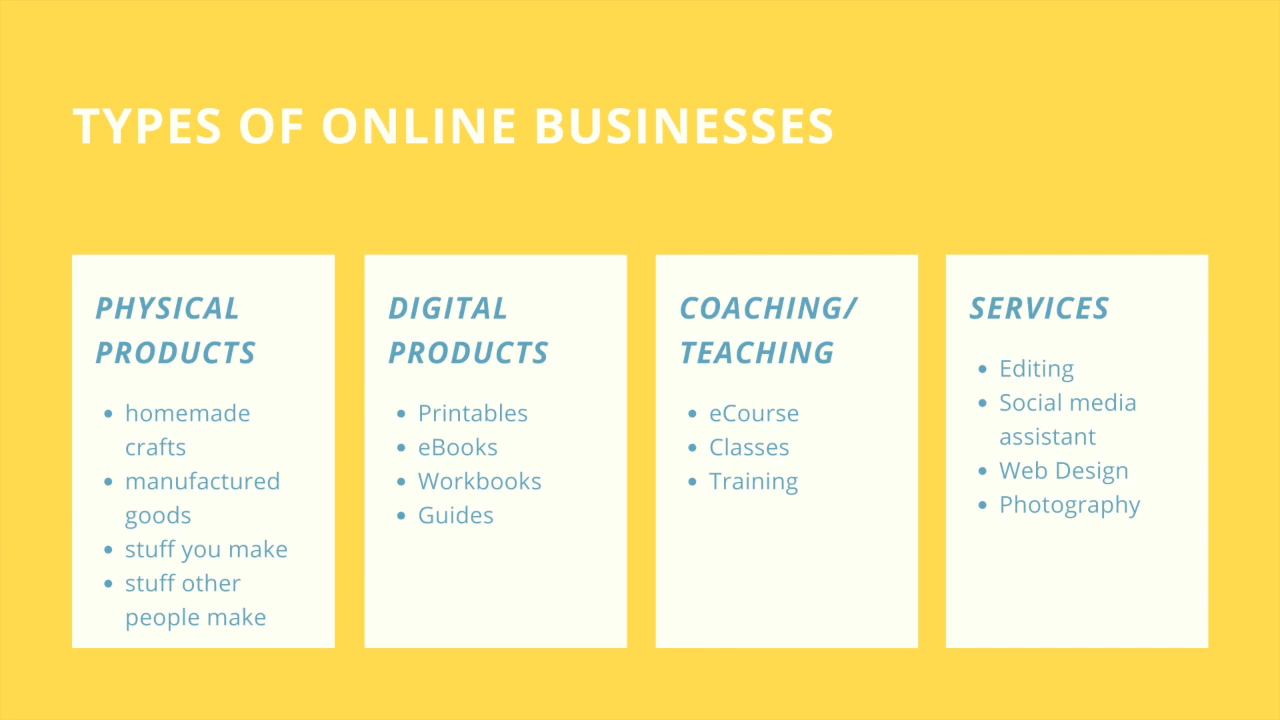 TYPES OF ONLINE BUSINESSES
PHYSICAL
PRODUCTS
• homemade
crafts
• manufactured
goods
• stuff you make
• stuff other
people make
DIGITAL
PRODUCTS
• Printables
• eBooks
• Workbooks
• Guides
COACHING/
TEACHING
• eCourse
• Classes
• Training
SERVICES
• Editing
• Social media
assistant
• Web Design
• Photography